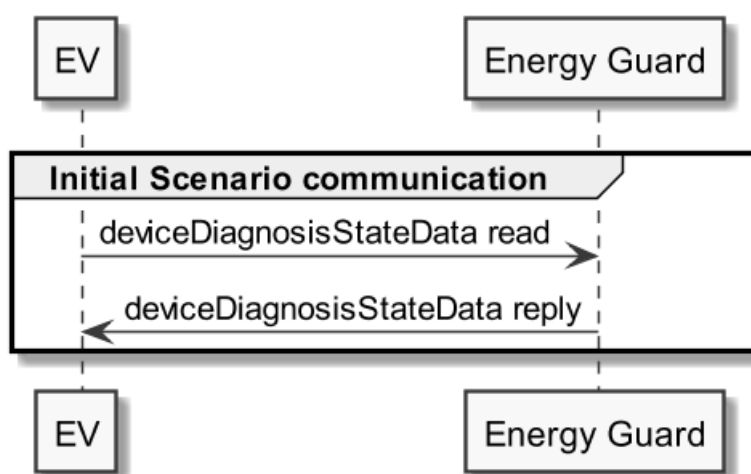 EV
Energy Guard
Initial Scenario communication
deviceDiagnosisStateData read
deviceDiagnosisStateData reply
EV
Energy Guard